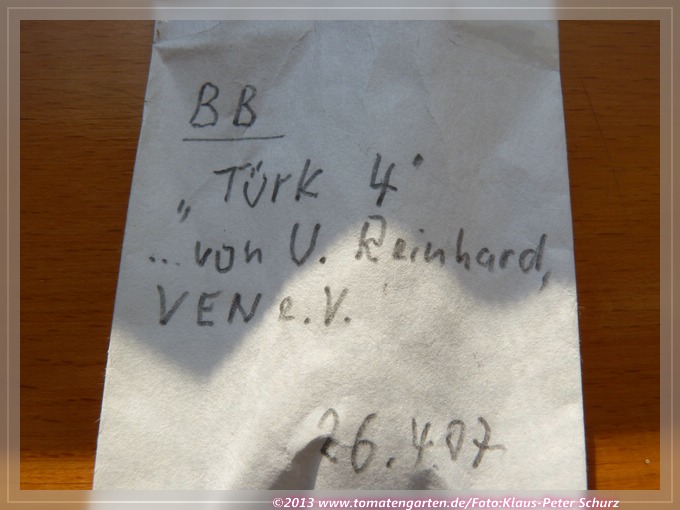 BB
„Türk 4"
...von U. Reinhard,
VEN e.V.
26.4.07
©2013 www.tomatengarten.de/Foto:Klaus-Peter Schurz